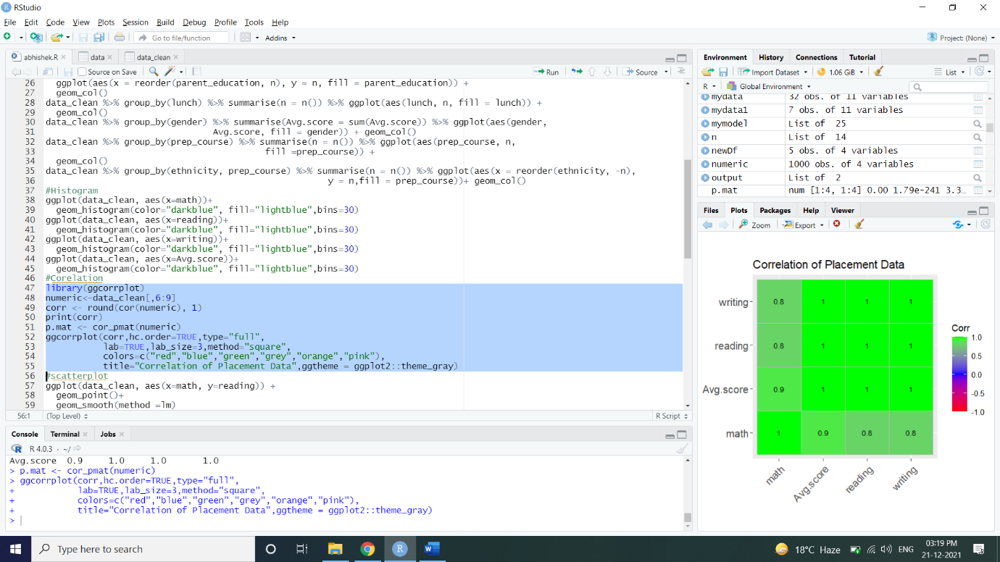 RStudio
File Edit Code View Plots Session Build Debug Profile Tools Help
Go to file/function Addins Project: (None)
abhishek.R data data_clean
Source on Save Run Source
26 ggplot(aes(x = reorder(parent_education, n), y = n, fill = parent_education)) +
27 geom_col()
28 data_clean %>% group_by(lunch) %>% summarise(n = n()) %>% ggplot(aes(lunch, n, fill = lunch)) +
29 geom_col()
30 data_clean %>% group_by(gender) %>% summarise(Avg.score = sum(Avg.score)) %>% ggplot(aes(gender,
31 Avg.score, fill = gender)) + geom_col()
32 data_clean %>% group_by(prep_course) %>% summarise(n = n()) %>% ggplot(aes(prep_course, n,
33 fill =prep_course)) +
34 geom_col()
35 data_clean %>% group_by(ethnicity, prep_course) %>% summarise(n = n()) %>% ggplot(aes(x = reorder(ethnicity, -n),
36 y = n,fill = prep_course))+ geom_col()
37 #Histogram
38 ggplot(data_clean, aes(x=math))+
39 geom_histogram(color="darkblue", fill="lightblue",bins=30)
40 ggplot(data_clean, aes(x=reading))+
41 geom_histogram(color="darkblue", fill="lightblue",bins=30)
42 ggplot(data_clean, aes(x=writing))+
43 geom_histogram(color="darkblue", fill="lightblue",bins=30)
44 ggplot(data_clean, aes(x=Avg.score))+
45 geom_histogram(color="darkblue", fill="lightblue",bins=30)
46 #Corelation
47 library(ggcorrplot)
48 numeric<-data_clean[,6:9]
49 corr <- round(cor(numeric), 1)
50 print(corr)
51 p.mat <- cor_pmat(numeric)
52 ggcorrplot(corr,hc.order=TRUE,type="full",
53 lab=TRUE,lab_size=3,method="square",
54 colors=c("red","blue","green","grey","orange","pink"),
55 title="Correlation of Placement Data",ggtheme = ggplot2::theme_gray)
56 #scatterplot
57 ggplot(data_clean, aes(x=math, y=reading)) +
58 geom_point()+
59 geom_smooth(method =lm)
56:1 (Top Level) R Script
Console Terminal Jobs
R 4.0.3 · ~/
Avg.score 0.9 1.0 1.0 1.0
> p.mat <- cor_pmat(numeric)
> ggcorrplot(corr,hc.order=TRUE,type="full",
+ lab=TRUE,lab_size=3,method="square",
+ colors=c("red","blue","green","grey","orange","pink"),
+ title="Correlation of Placement Data",ggtheme = ggplot2::theme_gray)
>
Environment History Connections Tutorial
Import Dataset 1.06 GiB List
R Global Environment
mydata 32 obs. of 11 variables
mydata1 7 obs. of 11 variables
mymodel List of 25
n List of 14
newDf 5 obs. of 4 variables
numeric 1000 obs. of 4 variables
output List of 2
p.mat num [1:4, 1:4] 0.00 1.79e-241 3.3...
Files Plots Packages Help Viewer
Zoom Export
Correlation of Placement Data
writing 0.8 1 1 1
reading 0.8 1 1 1
Avg.score 0.9 1 1 1
math 1 0.9 0.8 0.8
math Avg.score reading writing
Corr
1.0
0.5
0.0
-0.5
-1.0
Type here to search
W
18°C Haze ENG 03:19 PM
21-12-2021